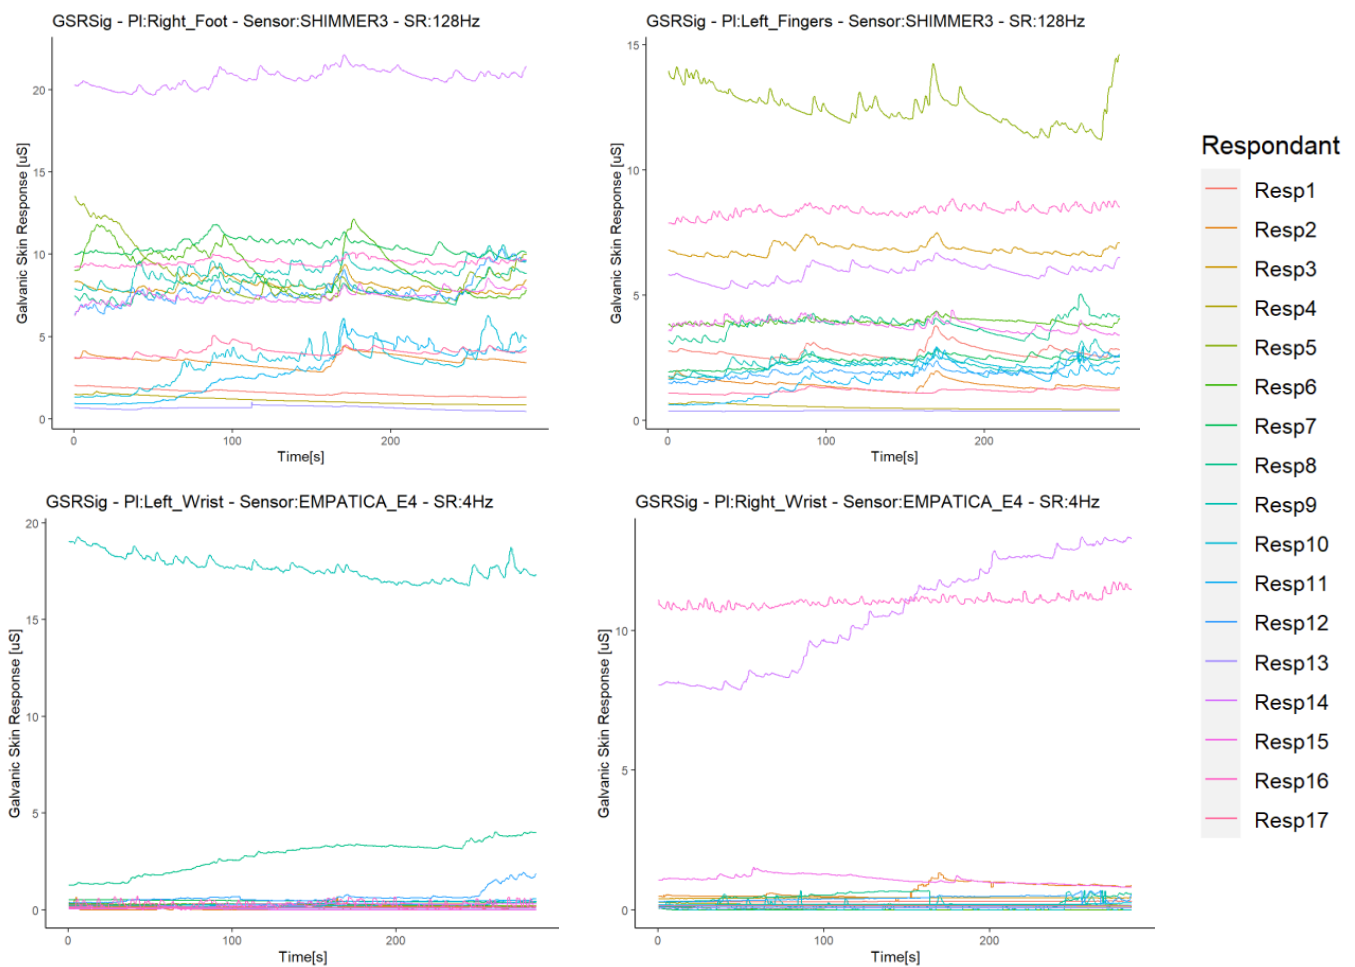 GSRSig - Pl:Right_Foot - Sensor:SHIMMER3 - SR:128Hz
Galvanic Skin Response [uS]
20
15
10
5
0
0 100 200
Time[s]
GSRSig - Pl:Left_Fingers - Sensor:SHIMMER3 - SR:128Hz
Galvanic Skin Response [uS]
15
10
5
0
0 100 200
Time[s]
GSRSig - Pl:Left_Wrist - Sensor:EMPATICA_E4 - SR:4Hz
Galvanic Skin Response [uS]
20
15
10
5
0
0 100 200
Time[s]
GSRSig - Pl:Right_Wrist - Sensor:EMPATICA_E4 - SR:4Hz
Galvanic Skin Response [uS]
10
5
0
0 100 200
Time[s]
Respondant
Resp1
Resp2
Resp3
Resp4
Resp5
Resp6
Resp7
Resp8
Resp9
Resp10
Resp11
Resp12
Resp13
Resp14
Resp15
Resp16
Resp17